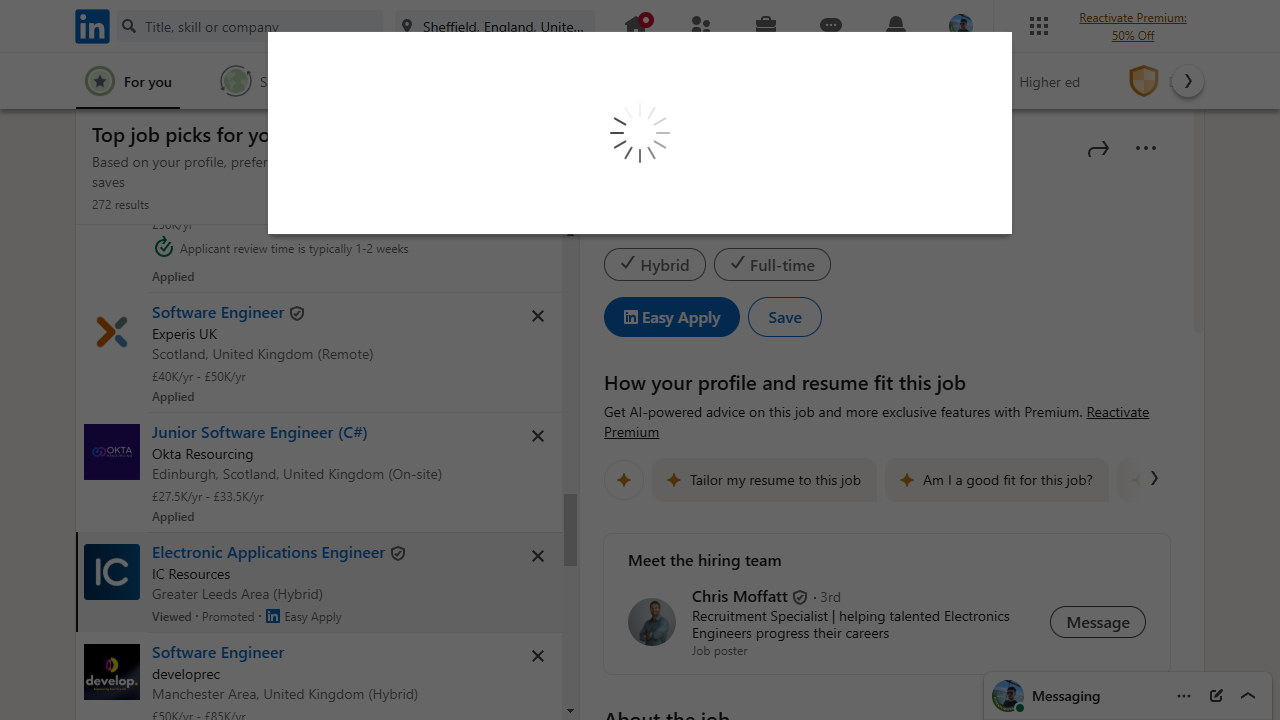 Title, skill or company
Sheffield, England, Unite...
Reactivate Premium:
50% Off
For you
S
Higher ed
Top job picks for yo
Based on your profile, prefer
saves
272 results
£50K/yr
Applicant review time is typically 1-2 weeks
Applied
Software Engineer
Experis UK
Scotland, United Kingdom (Remote)
£40K/yr - £50K/yr
Applied
OKTA
Junior Software Engineer (C#)
Okta Resourcing
Edinburgh, Scotland, United Kingdom (On-site)
£27.5K/yr - £33.5K/yr
Applied
IC
Electronic Applications Engineer
IC Resources
Greater Leeds Area (Hybrid)
Viewed · Promoted · Easy Apply
develop.
Software Engineer
developrec
Manchester Area, United Kingdom (Hybrid)
£50K/yr - £85K/yr
Hybrid
Full-time
Easy Apply
Save
How your profile and resume fit this job
Get AI-powered advice on this job and more exclusive features with Premium. Reactivate
Premium
Tailor my resume to this job
Am I a good fit for this job?
Meet the hiring team
Chris Moffatt · 3rd
Recruitment Specialist | helping talented Electronics
Engineers progress their careers
Job poster
Message
About the job
Messaging